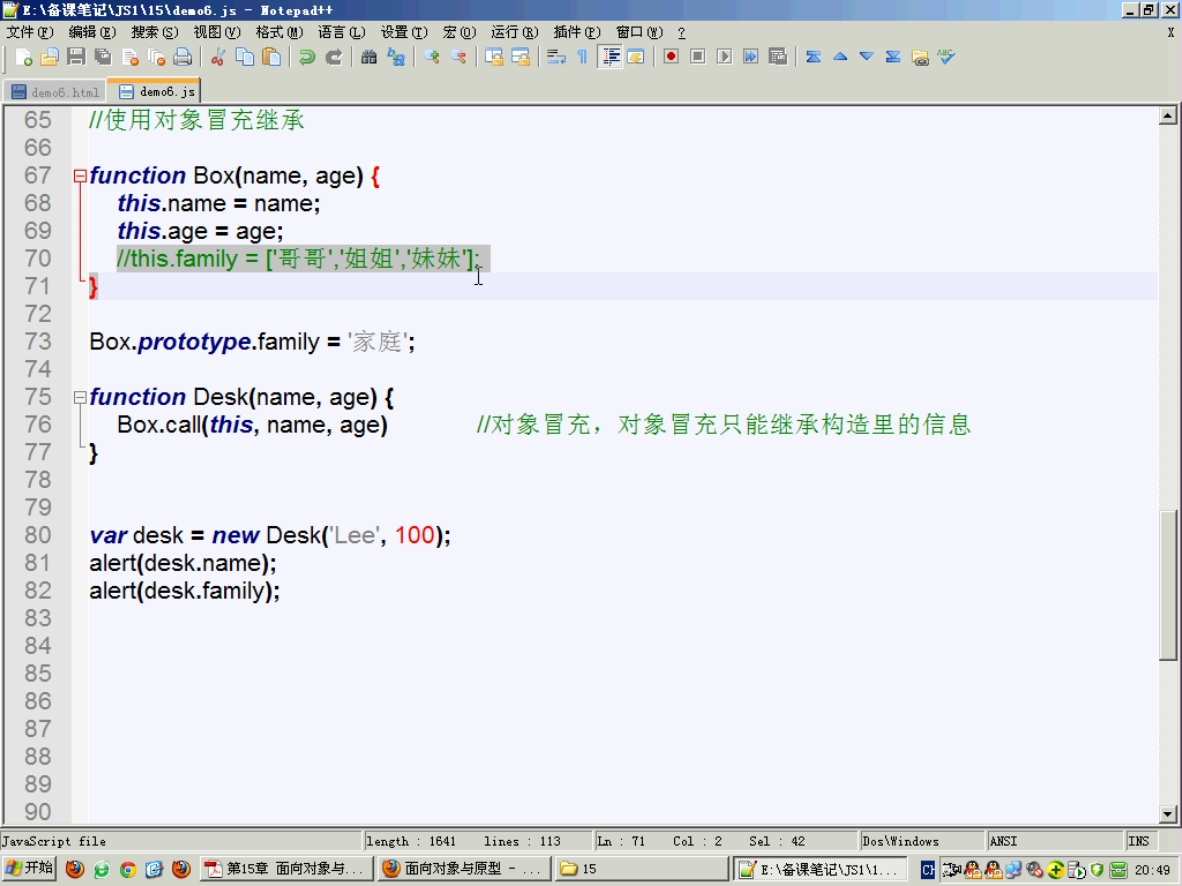 E:\备课笔记\JS1\15\demo6.js - Notepad++
文件(F) 编辑(E) 搜索(S) 视图(V) 格式(M) 语言(L) 设置(T) 宏(O) 运行(R) 插件(P) 窗口(W) ? X
demo6.html demo6.js
65 //使用对象冒充继承
66
67 function Box(name, age) {
68 this.name = name;
69 this.age = age;
70 //this.family = ['哥哥','姐姐','妹妹'];
71 }
72
73 Box.prototype.family = '家庭';
74
75 function Desk(name, age) {
76 Box.call(this, name, age) //对象冒充，对象冒充只能继承构造里的信息
77 }
78
79
80 var desk = new Desk('Lee', 100);
81 alert(desk.name);
82 alert(desk.family);
83
84
85
86
87
88
89
90
JavaScript file length : 1641 lines : 113 Ln : 71 Col : 2 Sel : 42 Dos\Windows ANSI INS
开始 第15章 面向对象与... 面向对象与原型 - ... 15 E:\备课笔记\JS1\1... CH 20:49